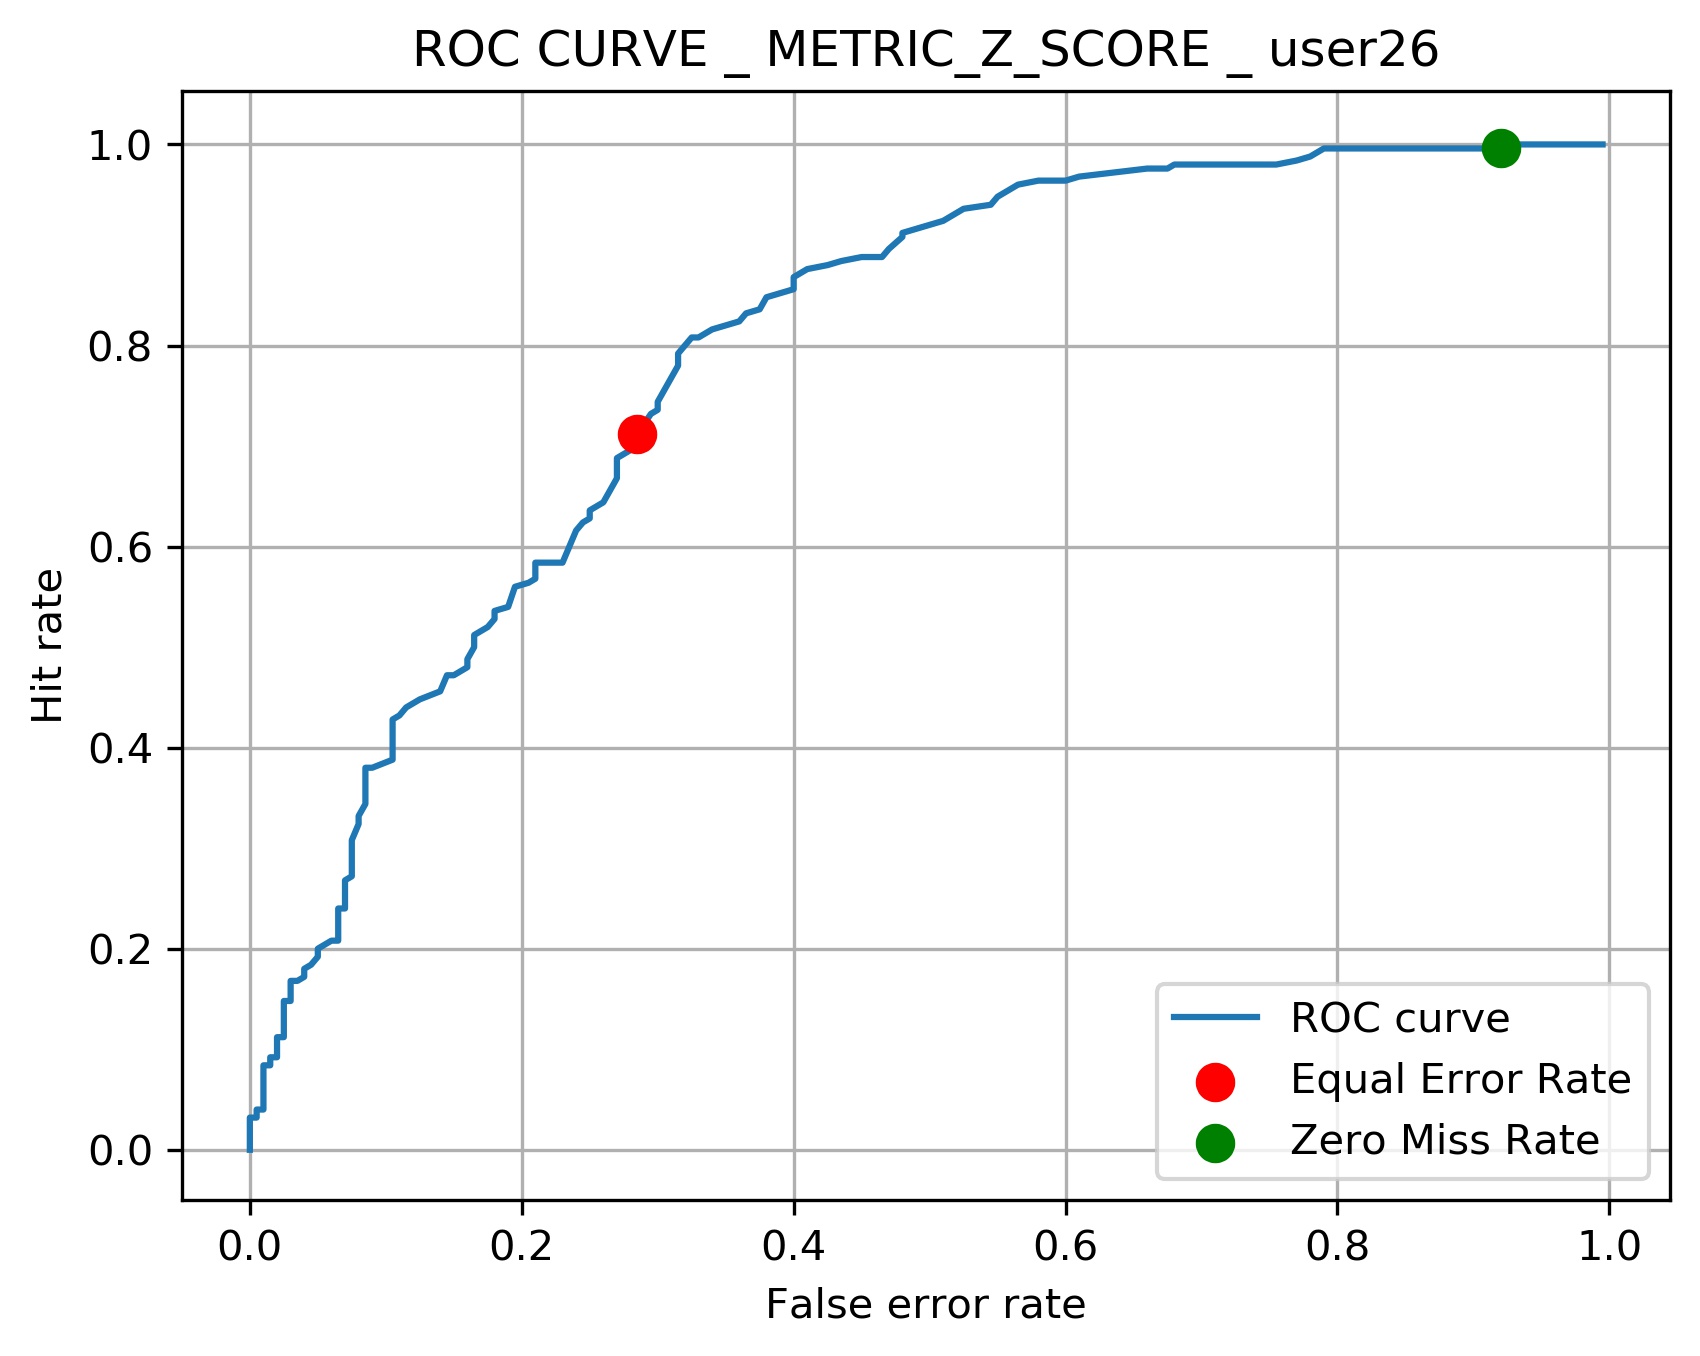 ROC CURVE _ METRIC_Z_SCORE _ user26
1.0
0.8
0.6
0.4
0.2
0.0
Hit rate
ROC curve
Equal Error Rate
Zero Miss Rate
0.0 0.2 0.4 0.6 0.8 1.0
False error rate